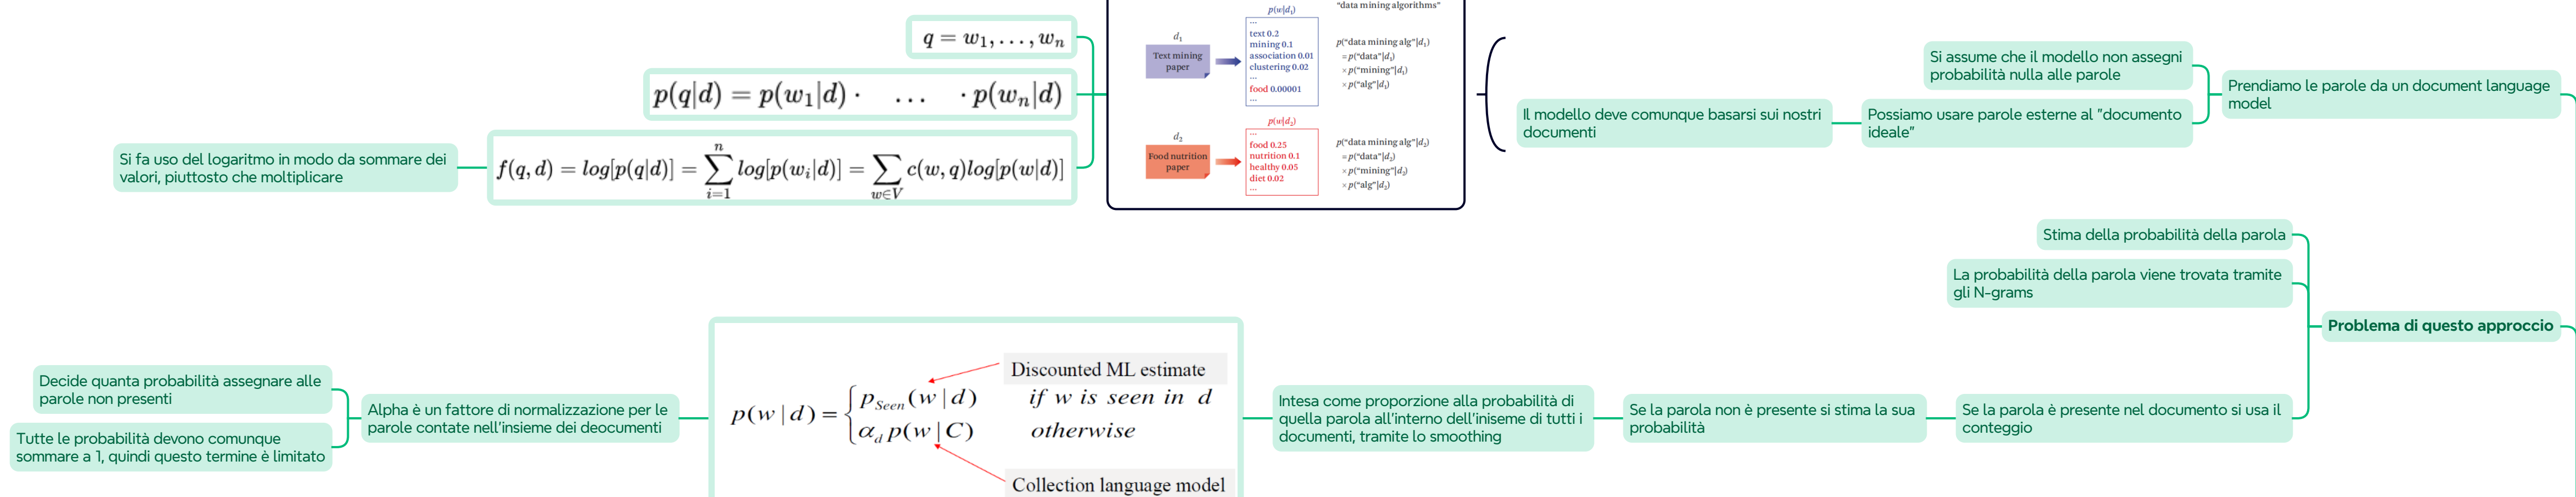 q = w₁, . . . , wₙ
p(q|d) = p(w₁|d) · . . . · p(wₙ|d)
Si fa uso del logaritmo in modo da sommare dei
valori, piuttosto che moltiplicare
f(q, d) = log[p(q|d)] = ∑ⁿᵢ₌₁ log[p(wᵢ|d)] = ∑w∈V c(w, q)log[p(w|d)]
p(w|d₁)
"data mining algorithms"
d₁
Text mining
paper
...
text 0.2
mining 0.1
association 0.01
clustering 0.02
...
food 0.00001
...
p("data mining alg"|d₁)
= p("data"|d₁)
× p("mining"|d₁)
× p("alg"|d₁)
p(w|d₂)
d₂
Food nutrition
paper
...
food 0.25
nutrition 0.1
healthy 0.05
diet 0.02
...
p("data mining alg"|d₂)
= p("data"|d₂)
× p("mining"|d₂)
× p("alg"|d₂)
Il modello deve comunque basarsi sui nostri
documenti
Si assume che il modello non assegni
probabilità nulla alle parole
Possiamo usare parole esterne al "documento
ideale"
Prendiamo le parole da un document language
model
Stima della probabilità della parola
La probabilità della parola viene trovata tramite
gli N-grams
Problema di questo approccio
Decide quanta probabilità assegnare alle
parole non presenti
Tutte le probabilità devono comunque
sommare a 1, quindi questo termine è limitato
Alpha è un fattore di normalizzazione per le
parole contate nell'insieme dei deocumenti
Discounted ML estimate
p(w | d) = { p_Seen(w | d) if w is seen in d
α_d p(w | C) otherwise
Collection language model
Intesa come proporzione alla probabilità di
quella parola all'interno dell'iniseme di tutti i
documenti, tramite lo smoothing
Se la parola non è presente si stima la sua
probabilità
Se la parola è presente nel documento si usa il
conteggio